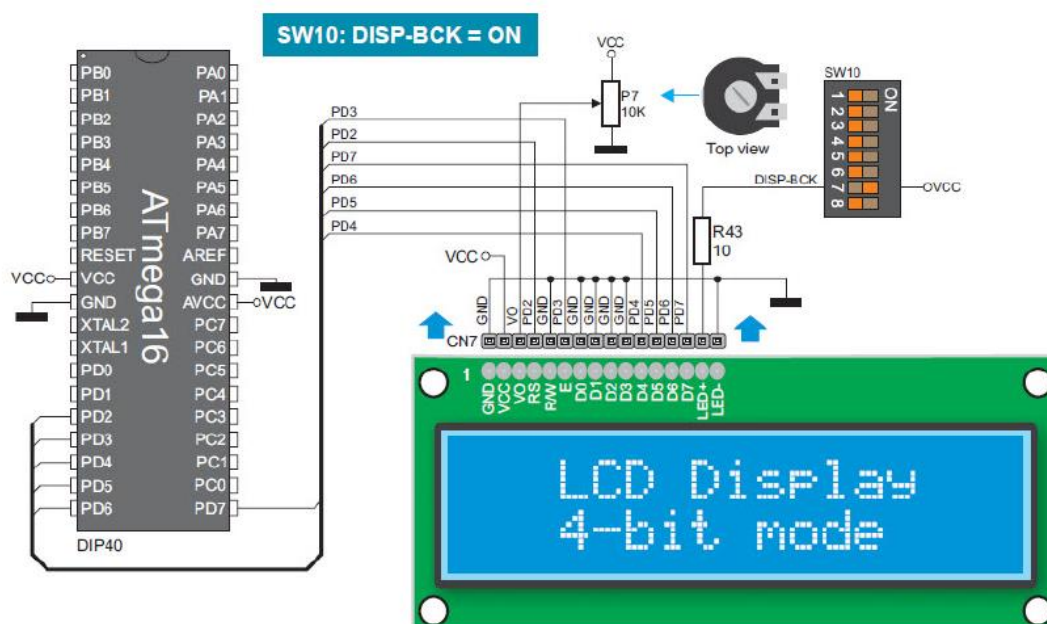 SW10: DISP-BCK = ON
VCC
P7
10K
Top view
SW10
ON
1
2
3
4
5
6
7
8
DISP-BCK
VCC
R43
10
PB0 PA0
PB1 PA1
PB2 PA2
PB3 PA3
PB4 PA4
PB5 PA5
PB6 PA6
PB7 PA7
RESET AREF
VCC VCC GND
GND AVCC VCC
XTAL2 PC7
XTAL1 PC6
PD0 PC5
PD1 PC4
PD2 PC3
PD3 PC2
PD4 PC1
PD5 PC0
PD6 PD7
ATmega16
DIP40
PD3
PD2
PD7
PD6
PD5
PD4
VCC
GND VO PD2 GND PD3 GND GND GND GND PD4 PD5 PD6 PD7
CN7
1
GND VCC VO RS R/W E D0 D1 D2 D3 D4 D5 D6 D7 LED+ LED-
LCD Display
4-bit mode